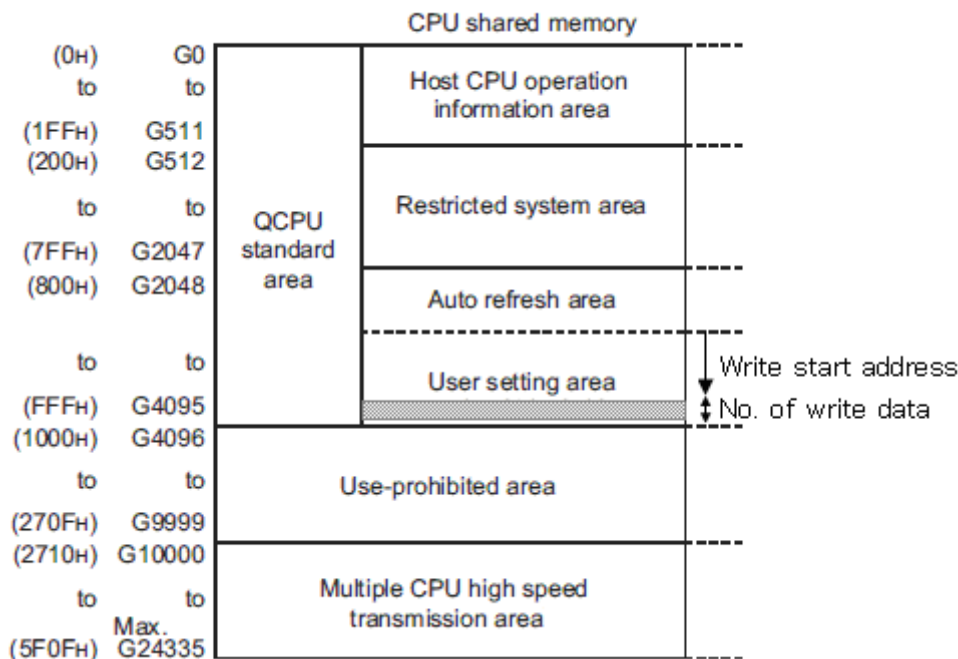 CPU shared memory
(0H) G0
to to
(1FFH) G511
(200H) G512
to to
(7FFH) G2047
(800H) G2048
to to
(FFFH) G4095
(1000H) G4096
to to
(270FH) G9999
(2710H) G10000
to to
Max.
(5F0FH) G24335
QCPU
standard
area
Host CPU operation
information area
Restricted system area
Auto refresh area
User setting area
Write start address
No. of write data
Use-prohibited area
Multiple CPU high speed
transmission area